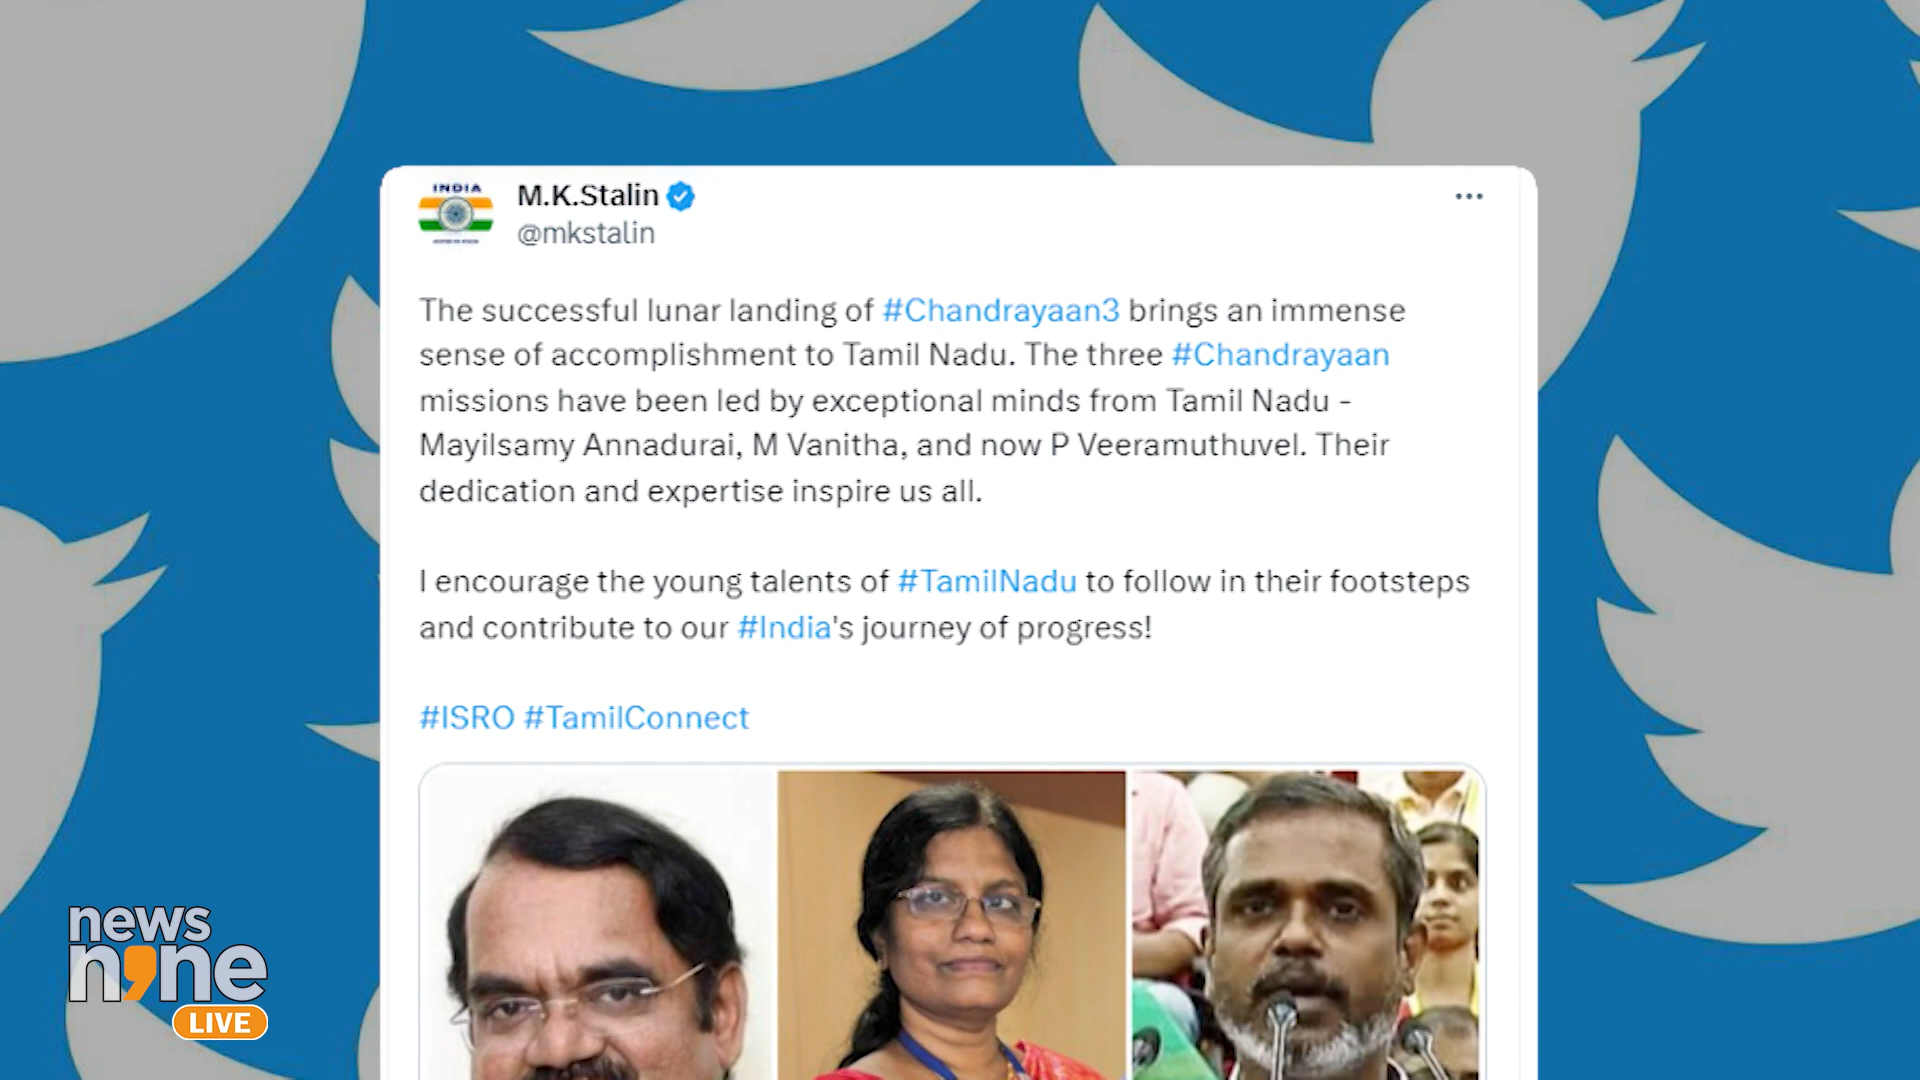 INDIA
M.K.Stalin
@mkstalin
The successful lunar landing of #Chandrayaan3 brings an immense
sense of accomplishment to Tamil Nadu. The three #Chandrayaan
missions have been led by exceptional minds from Tamil Nadu -
Mayilsamy Annadurai, M Vanitha, and now P Veeramuthuvel. Their
dedication and expertise inspire us all.
I encourage the young talents of #TamilNadu to follow in their footsteps
and contribute to our #India's journey of progress!
#ISRO #TamilConnect
news
n9ne
LIVE